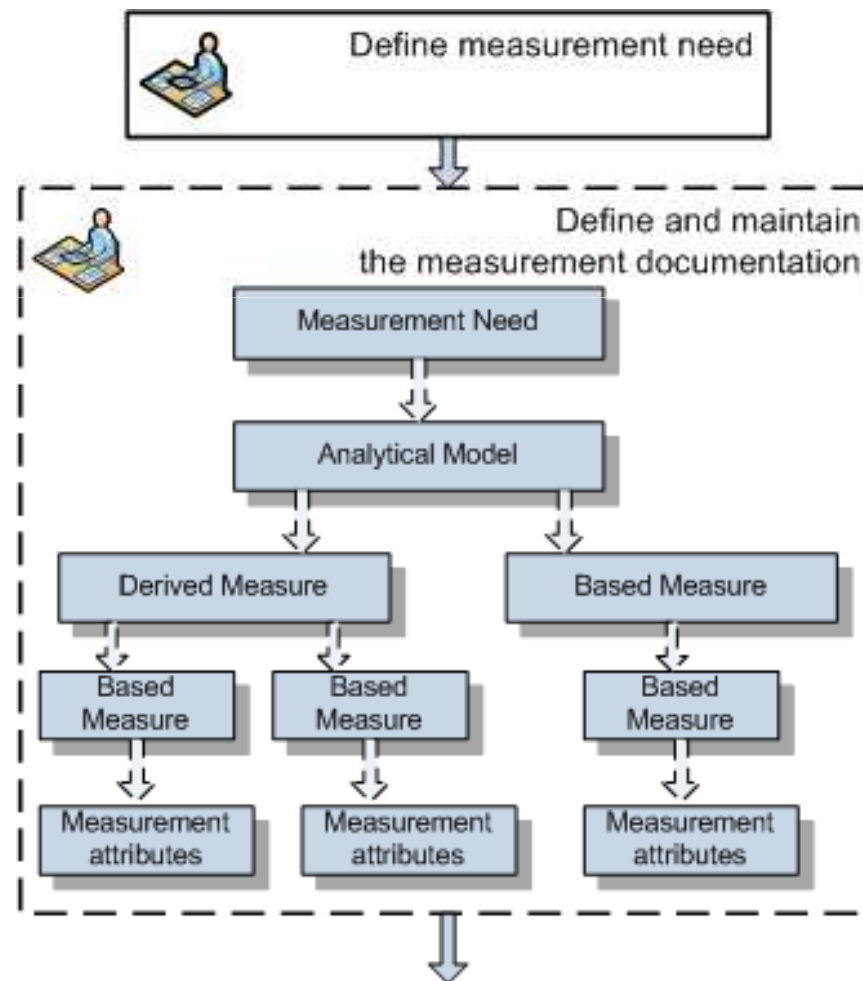 Define measurement need
Define and maintain
the measurement documentation
Measurement Need
Analytical Model
Derived Measure
Based Measure
Based
Measure
Based
Measure
Based
Measure
Measurement
attributes
Measurement
attributes
Measurement
attributes